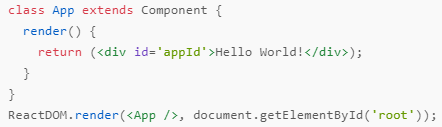 class App extends Component {
  render() {
    return (<div id='appId'>Hello World!</div>);
  }
}
ReactDOM.render(<App />, document.getElementById('root'));